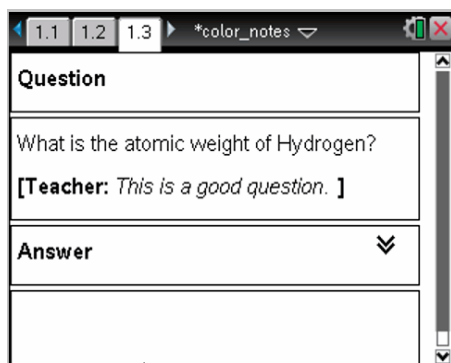 1.1 1.2 1.3 *color_notes
Question
What is the atomic weight of Hydrogen?
[Teacher: This is a good question. ]
Answer